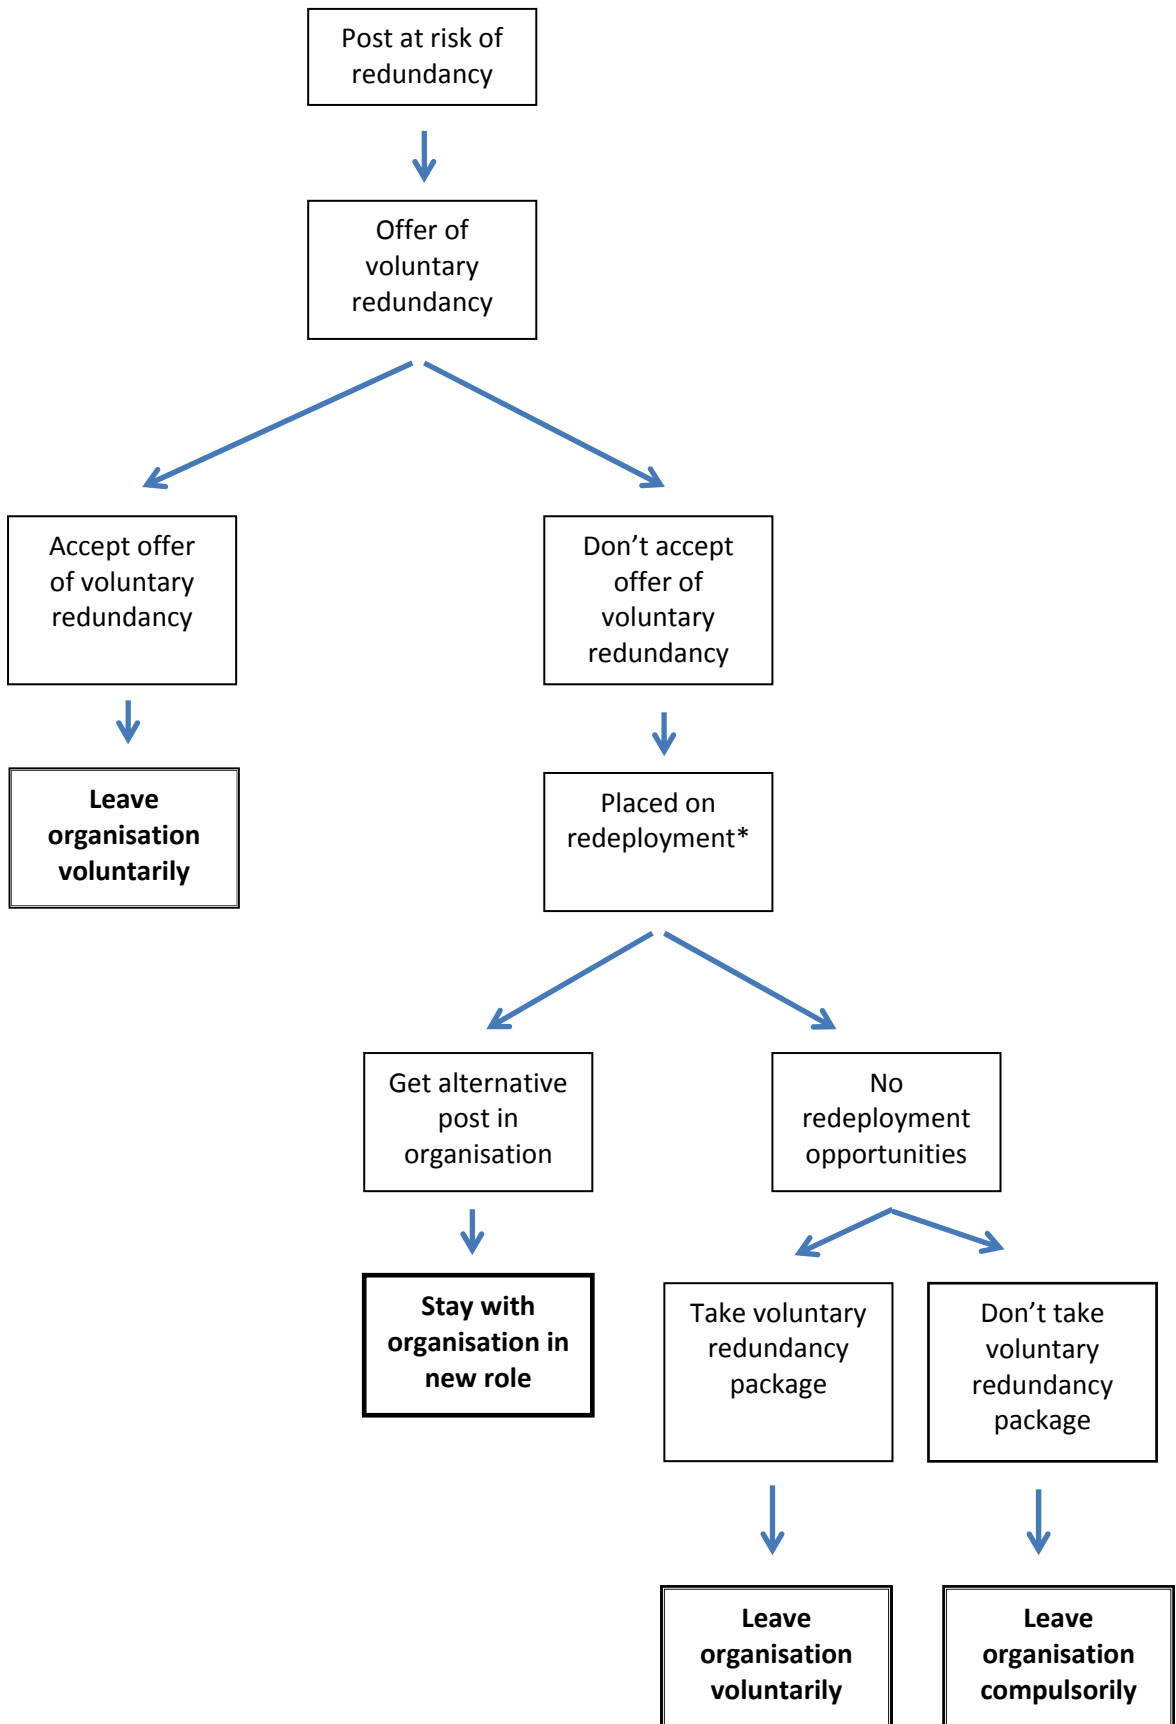 Post at risk of
redundancy
Offer of
voluntary
redundancy
Accept offer
of voluntary
redundancy
Don’t accept
offer of
voluntary
redundancy
Leave
organisation
voluntarily
Placed on
redeployment*
Get alternative
post in
organisation
No
redeployment
opportunities
Stay with
organisation in
new role
Take voluntary
redundancy
package
Don’t take
voluntary
redundancy
package
Leave
organisation
voluntarily
Leave
organisation
compulsorily